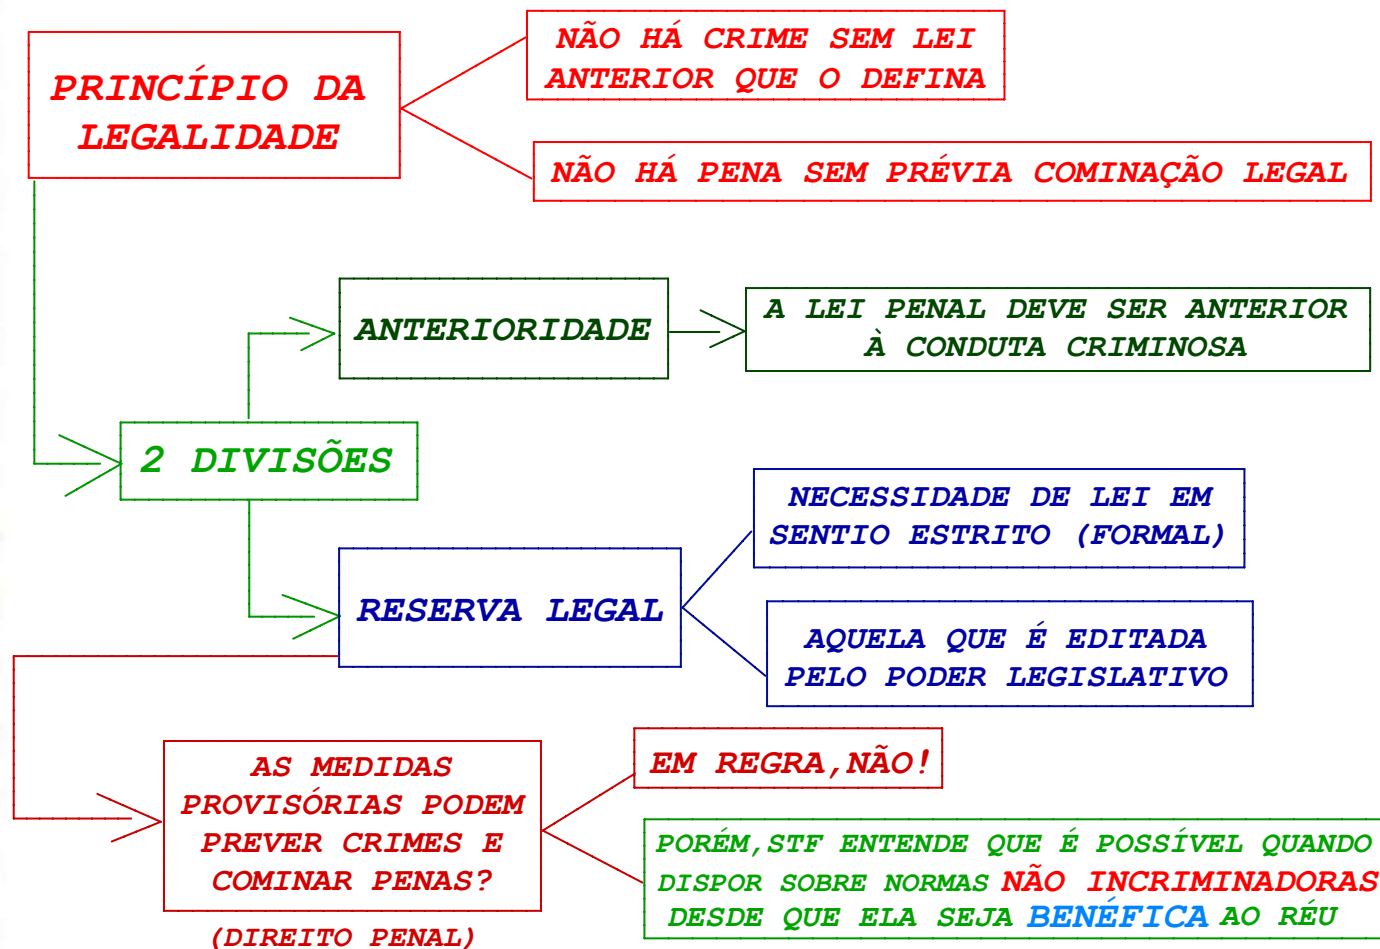 PRINCÍPIO DA
LEGALIDADE
NÃO HÁ CRIME SEM LEI
ANTERIOR QUE O DEFINA
NÃO HÁ PENA SEM PRÉVIA COMINAÇÃO LEGAL
2 DIVISÕES
ANTERIORIDADE
A LEI PENAL DEVE SER ANTERIOR
À CONDUTA CRIMINOSA
RESERVA LEGAL
NECESSIDADE DE LEI EM
SENTIO ESTRITO (FORMAL)
AQUELA QUE É EDITADA
PELO PODER LEGISLATIVO
AS MEDIDAS
PROVISÓRIAS PODEM
PREVER CRIMES E
COMINAR PENAS?
(DIREITO PENAL)
EM REGRA,NÃO!
PORÉM,STF ENTENDE QUE É POSSÍVEL QUANDO
DISPOR SOBRE NORMAS NÃO INCRIMINADORAS
DESDE QUE ELA SEJA BENÉFICA AO RÉU